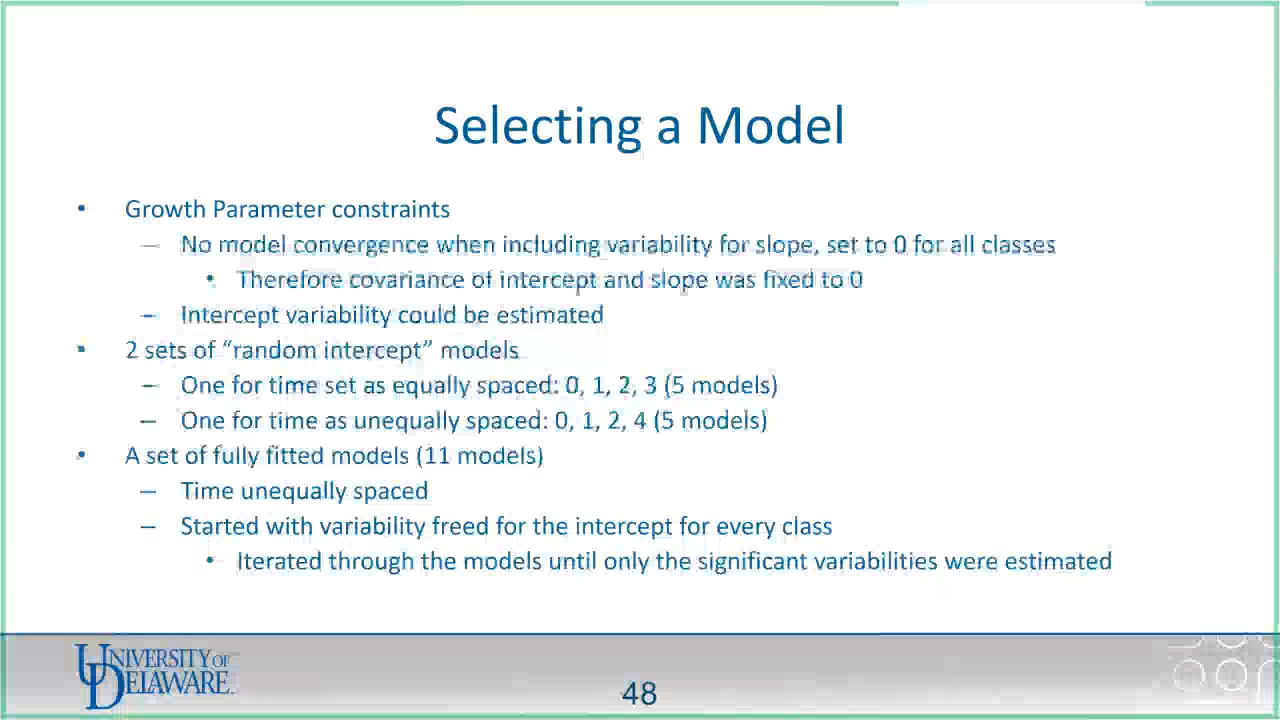 Selecting a Model
• Growth Parameter constraints
– No model convergence when including variability for slope, set to 0 for all classes
• Therefore covariance of intercept and slope was fixed to 0
– Intercept variability could be estimated
• 2 sets of “random intercept” models
– One for time set as equally spaced: 0, 1, 2, 3 (5 models)
– One for time as unequally spaced: 0, 1, 2, 4 (5 models)
• A set of fully fitted models (11 models)
– Time unequally spaced
– Started with variability freed for the intercept for every class
• Iterated through the models until only the significant variabilities were estimated
UNIVERSITY OF
DELAWARE
48